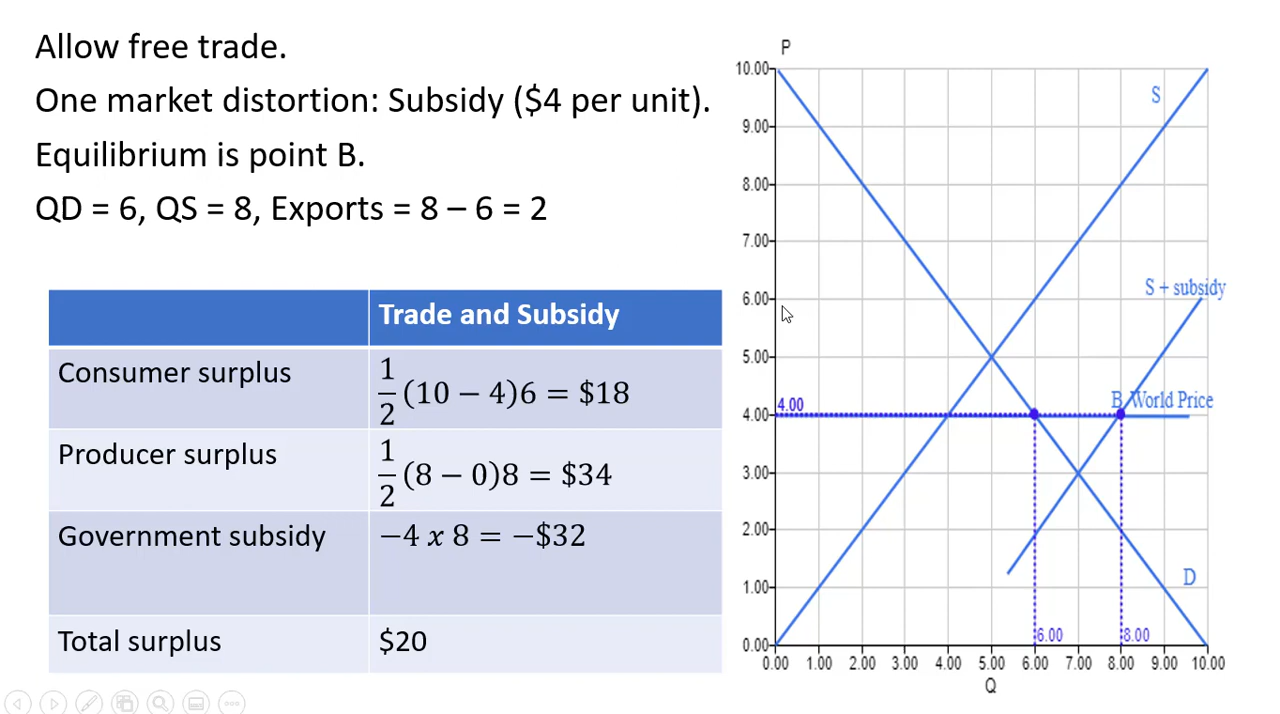 Allow free trade.
One market distortion: Subsidy ($4 per unit).
Equilibrium is point B.
QD = 6, QS = 8, Exports = 8 – 6 = 2
Trade and Subsidy
Consumer surplus
1/2 (10 − 4)6 = $18
Producer surplus
1/2 (8 − 0)8 = $34
Government subsidy
−4 x 8 = −$32
Total surplus
$20
P
10.00
9.00
8.00
7.00
6.00
5.00
4.00
3.00
2.00
1.00
0.00
S
S + subsidy
B World Price
4.00
D
6.00
8.00
0.00 1.00 2.00 3.00 4.00 5.00 6.00 7.00 8.00 9.00 10.00
Q